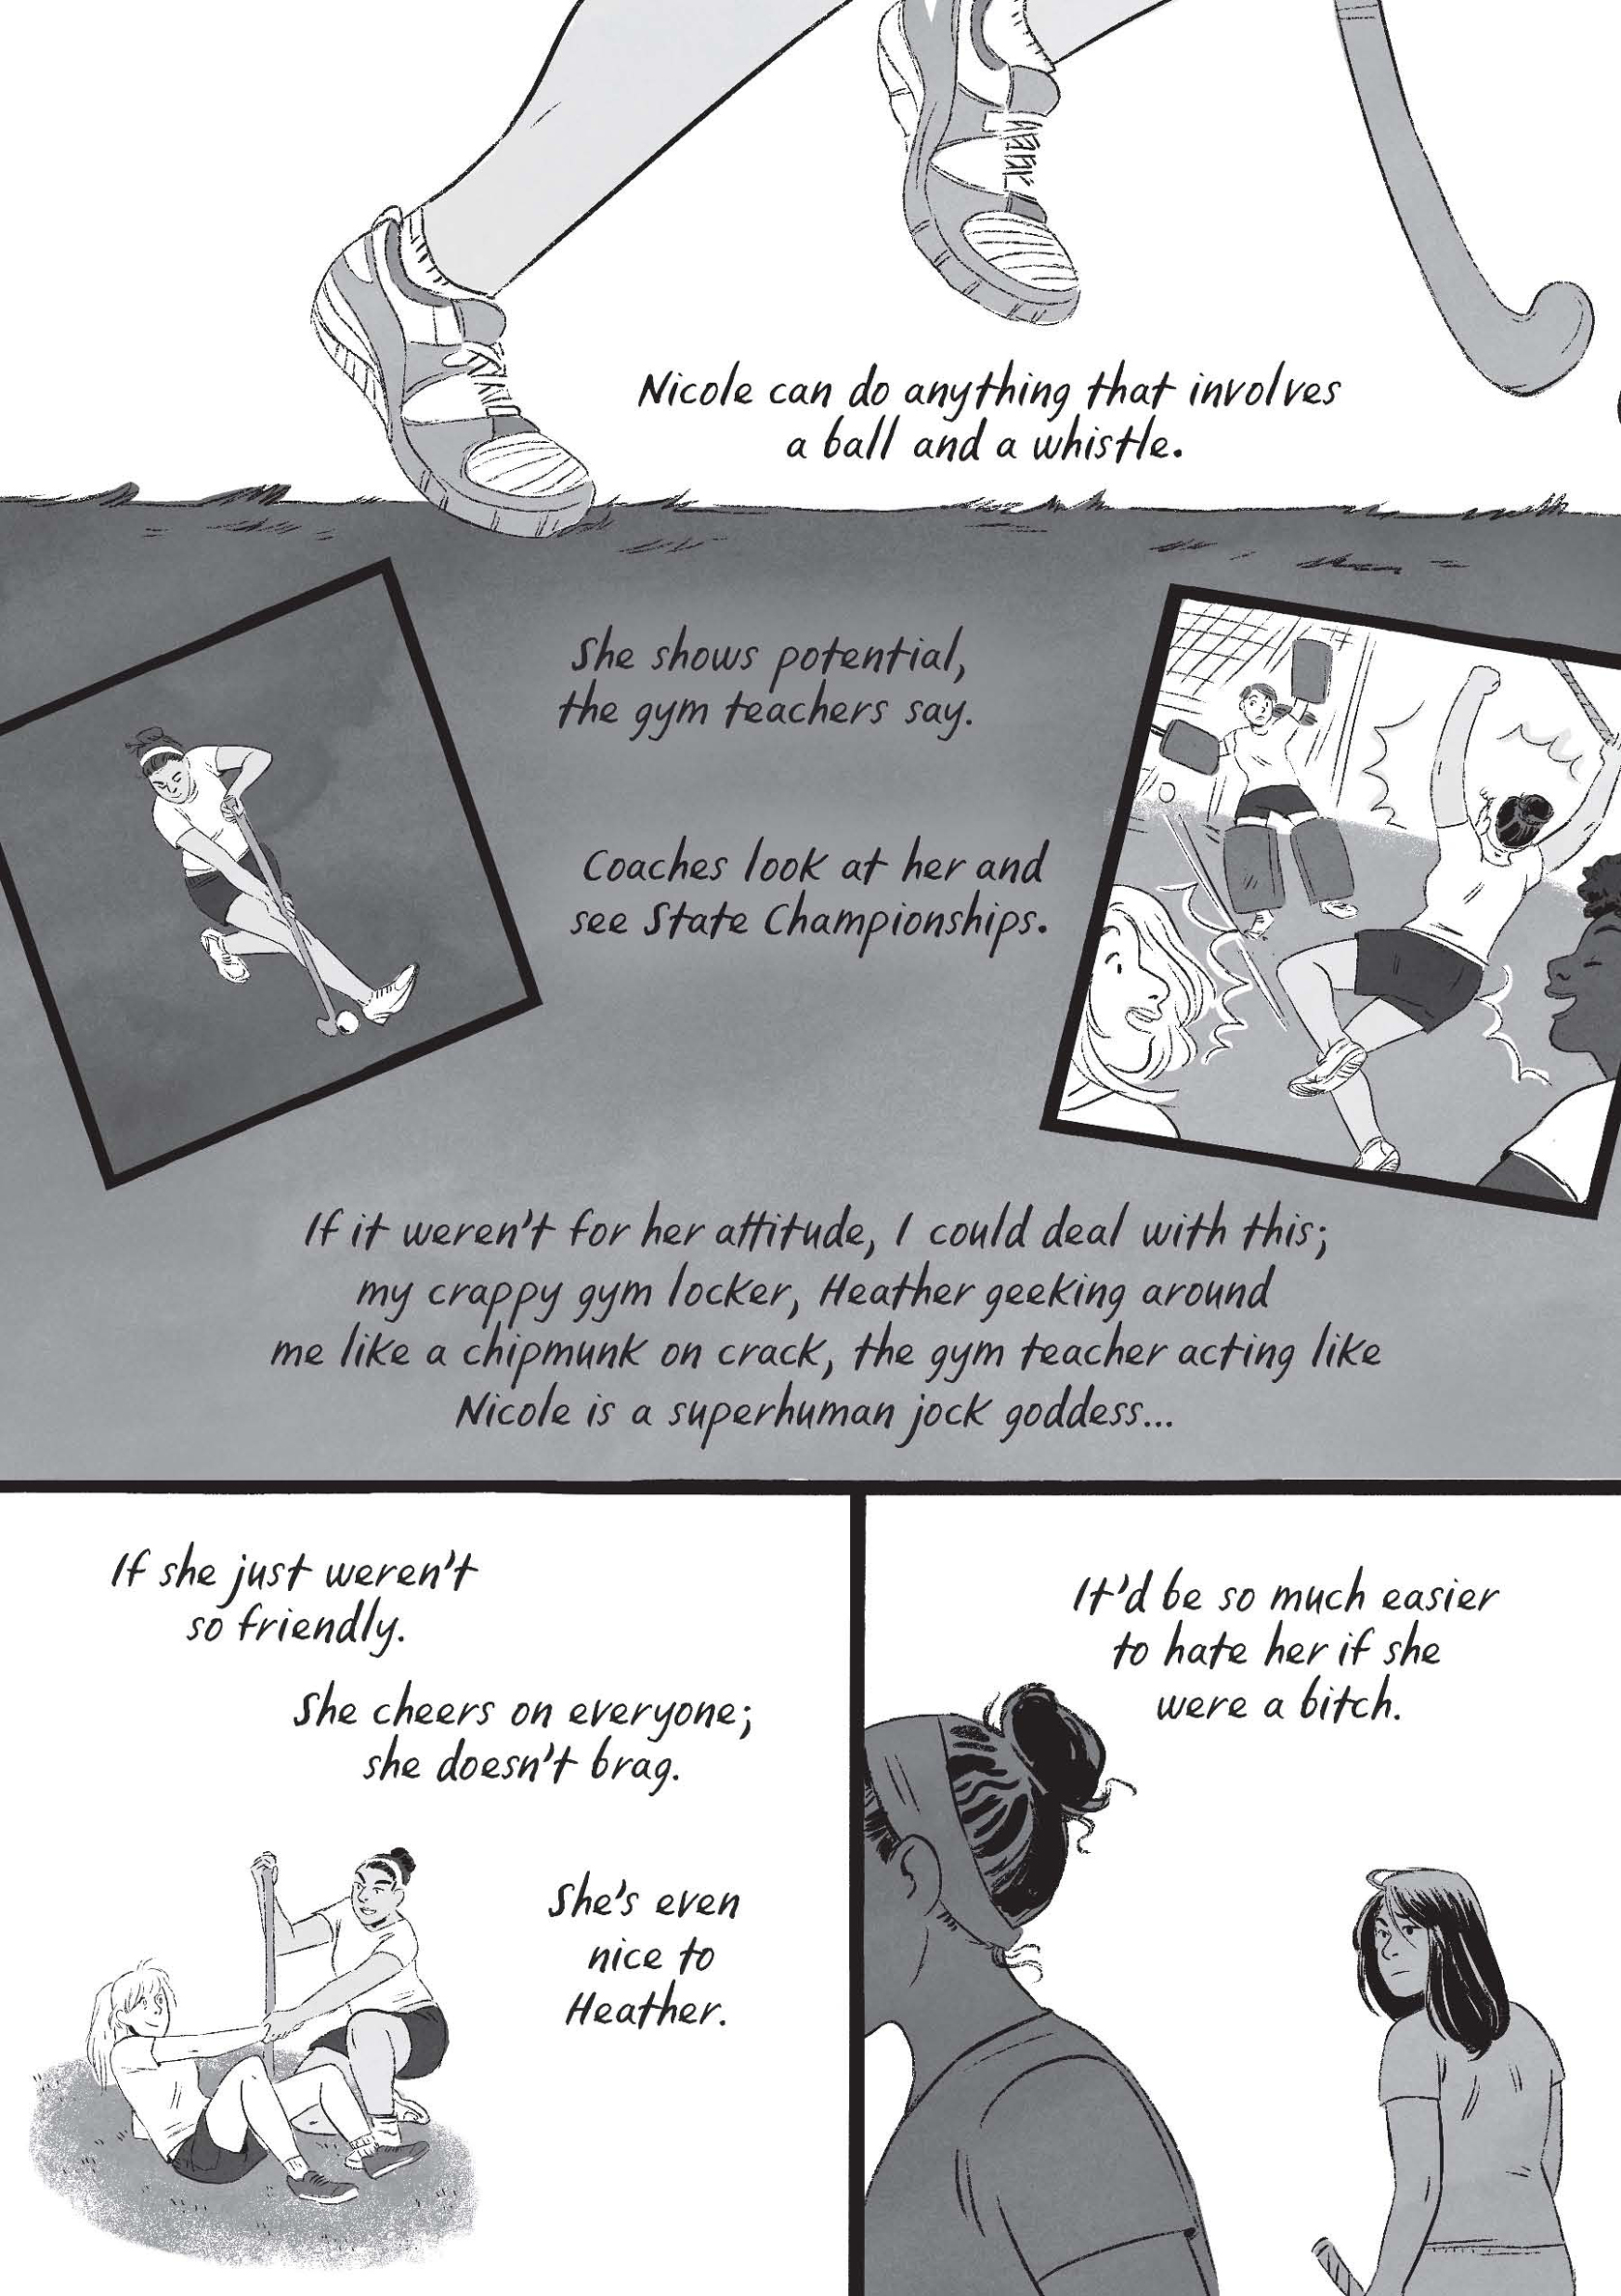 Nicole can do anything that involves
a ball and a whistle.
She shows potential,
the gym teachers say.
Coaches look at her and
see State Championships.
If it weren't for her attitude, I could deal with this;
my crappy gym locker, Heather geeking around
me like a chipmunk on crack, the gym teacher acting like
Nicole is a superhuman jock goddess...
If she just weren't
so friendly.
She cheers on everyone;
she doesn't brag.
She's even
nice to
Heather.
It'd be so much easier
to hate her if she
were a bitch.